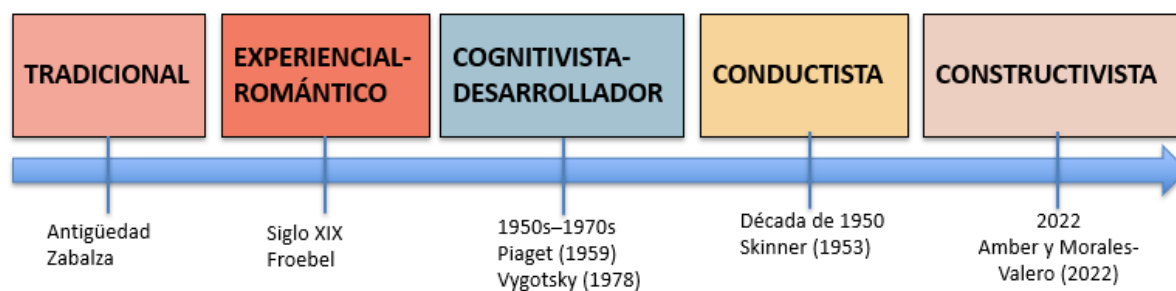 TRADICIONAL
EXPERIENCIAL-
ROMÁNTICO
COGNITIVISTA-
DESARROLLADOR
CONDUCTISTA
CONSTRUCTIVISTA
Antigüedad
Zabalza
Siglo XIX
Froebel
1950s–1970s
Piaget (1959)
Vygotsky (1978)
Década de 1950
Skinner (1953)
2022
Amber y Morales-
Valero (2022)